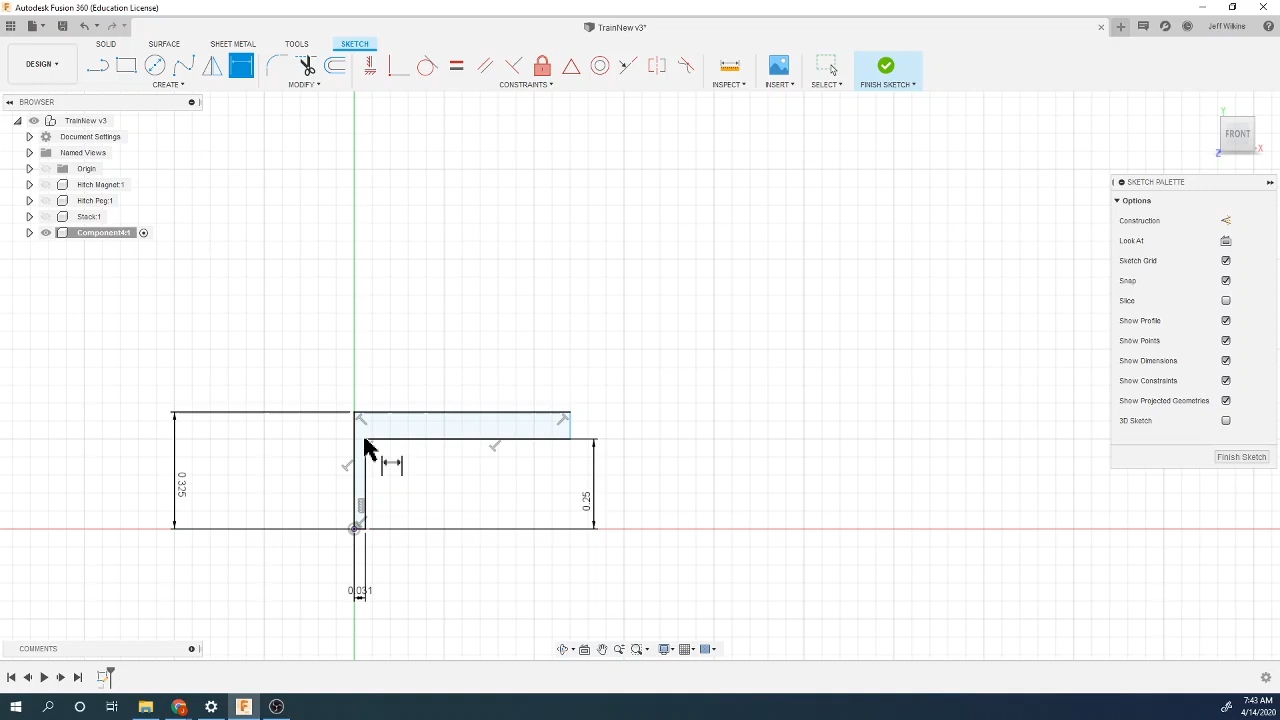 Autodesk Fusion 360 (Education License)
TrainNew v3*
Jeff Wilkins
SOLID SURFACE SHEET METAL TOOLS SKETCH
DESIGN
CREATE MODIFY CONSTRAINTS INSPECT INSERT SELECT FINISH SKETCH
BROWSER
TrainNew v3
Document Settings
Named Views
Origin
Hitch Magnet:1
Hitch Peg:1
Stack:1
Component4:1
Y
FRONT
X
Z
SKETCH PALETTE
Options
Construction
Look At
Sketch Grid
Snap
Slice
Show Profile
Show Points
Show Dimensions
Show Constraints
Show Projected Geometries
3D Sketch
Finish Sketch
0.325
0.25
0.031
COMMENTS
7:43 AM
4/14/2020